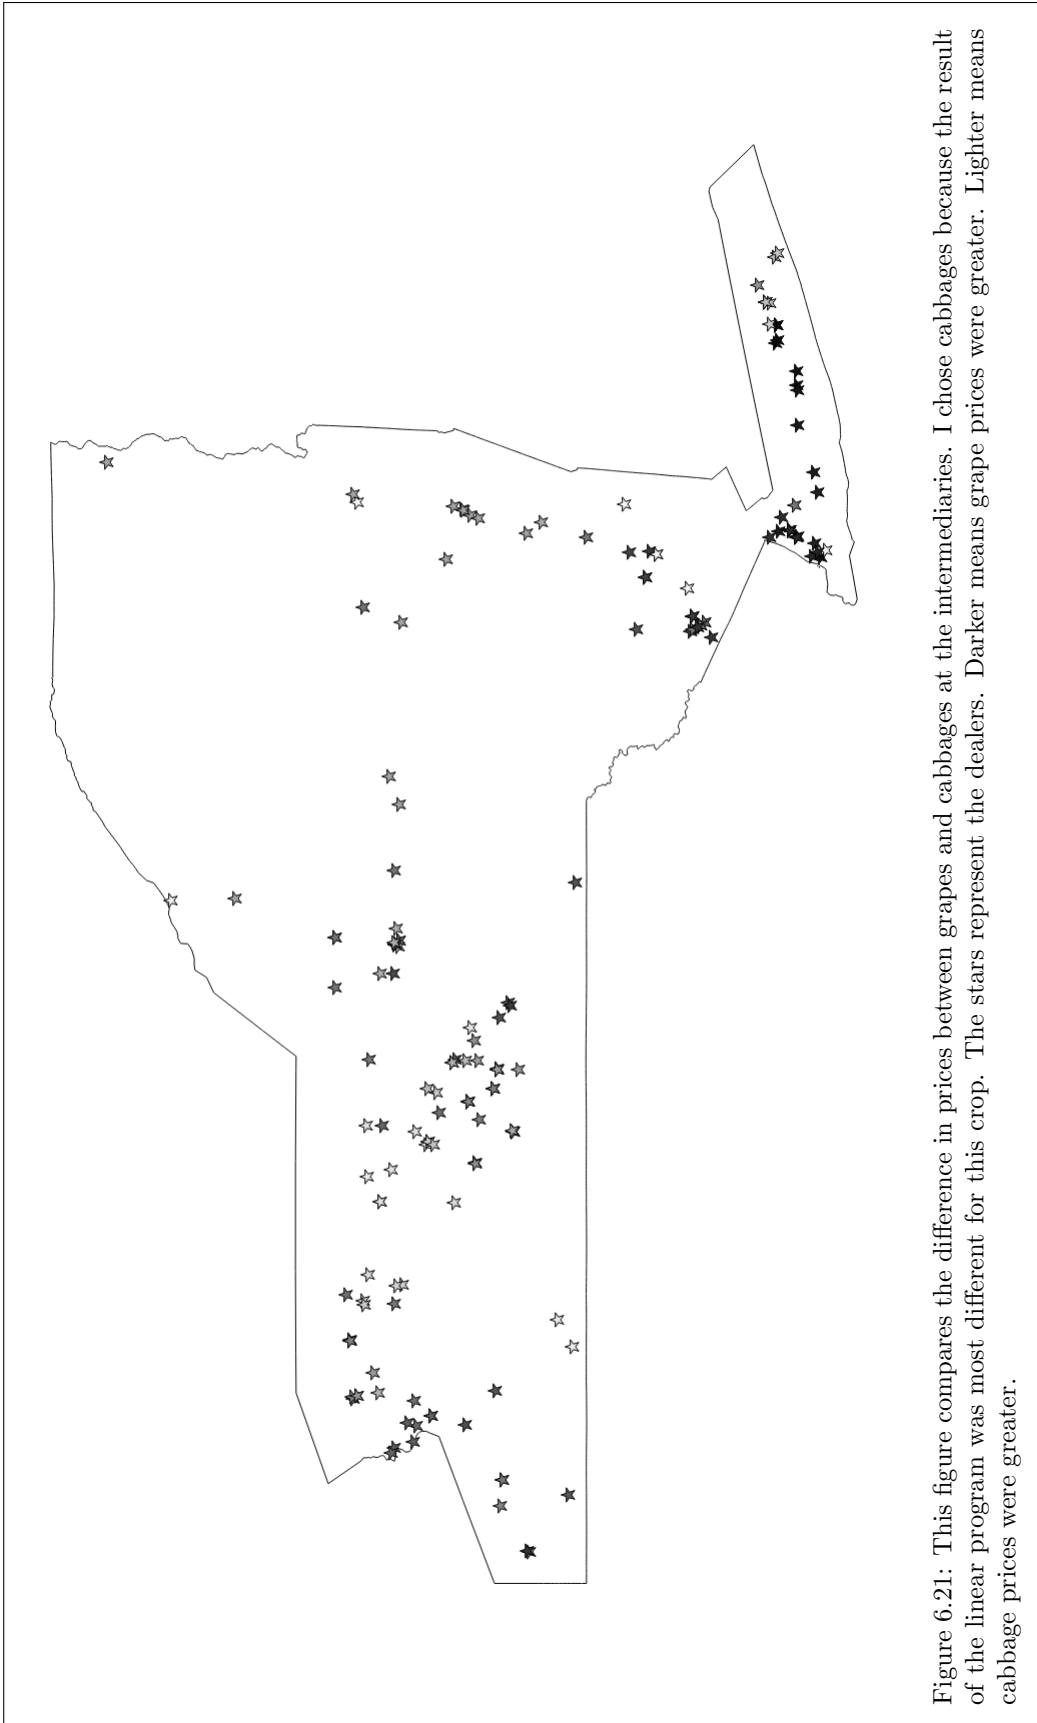 Figure 6.21: This figure compares the difference in prices between grapes and cabbages at the intermediaries. I chose cabbages because the result
of the linear program was most different for this crop. The stars represent the dealers. Darker means grape prices were greater. Lighter means
cabbage prices were greater.